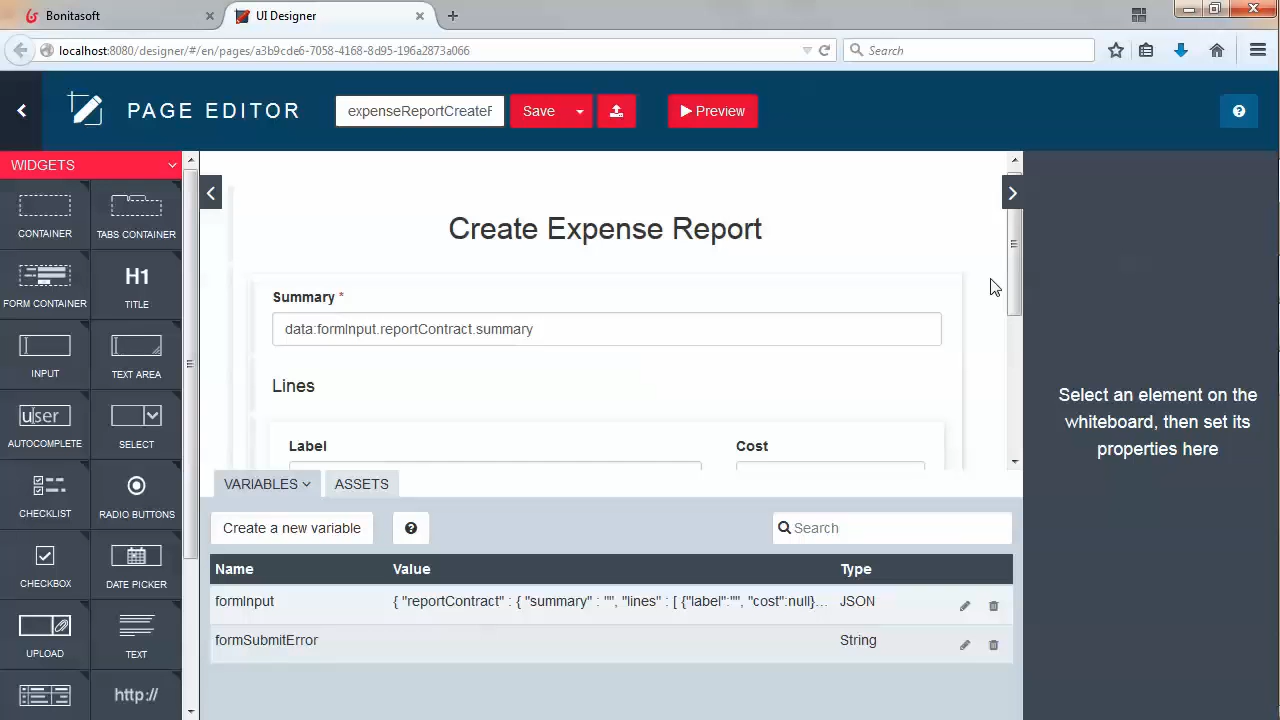 Bonitasoft
UI Designer
localhost:8080/designer/#/en/pages/a3b9cde6-7058-4168-8d95-196a2873a066
Search
PAGE EDITOR
expenseReportCreateF
Save
Preview
WIDGETS
CONTAINER
TABS CONTAINER
FORM CONTAINER
H1
TITLE
INPUT
TEXT AREA
user
AUTOCOMPLETE
SELECT
CHECKLIST
RADIO BUTTONS
CHECKBOX
DATE PICKER
UPLOAD
TEXT
http://
Create Expense Report
Summary *
data:formInput.reportContract.summary
Lines
Label
Cost
VARIABLES
ASSETS
Create a new variable
?
Search
Name Value Type
formInput { "reportContract" : { "summary" : "", "lines" : [ {"label":"", "cost":null}... JSON
formSubmitError String
?
Select an element on the
whiteboard, then set its
properties here